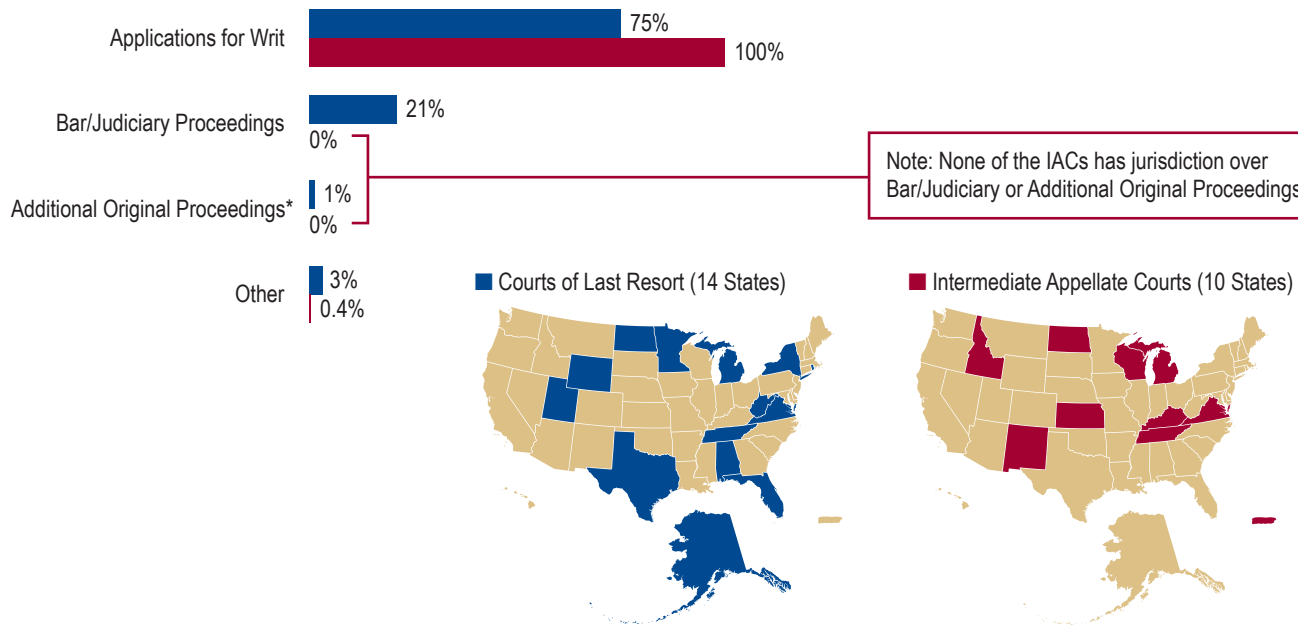 Applications for Writ
75%
100%
Bar/Judiciary Proceedings
21%
0%
Additional Original Proceedings*
1%
0%
Note: None of the IACs has jurisdiction over
Bar/Judiciary or Additional Original Proceedings
Other
3%
0.4%
Courts of Last Resort (14 States)
Intermediate Appellate Courts (10 States)